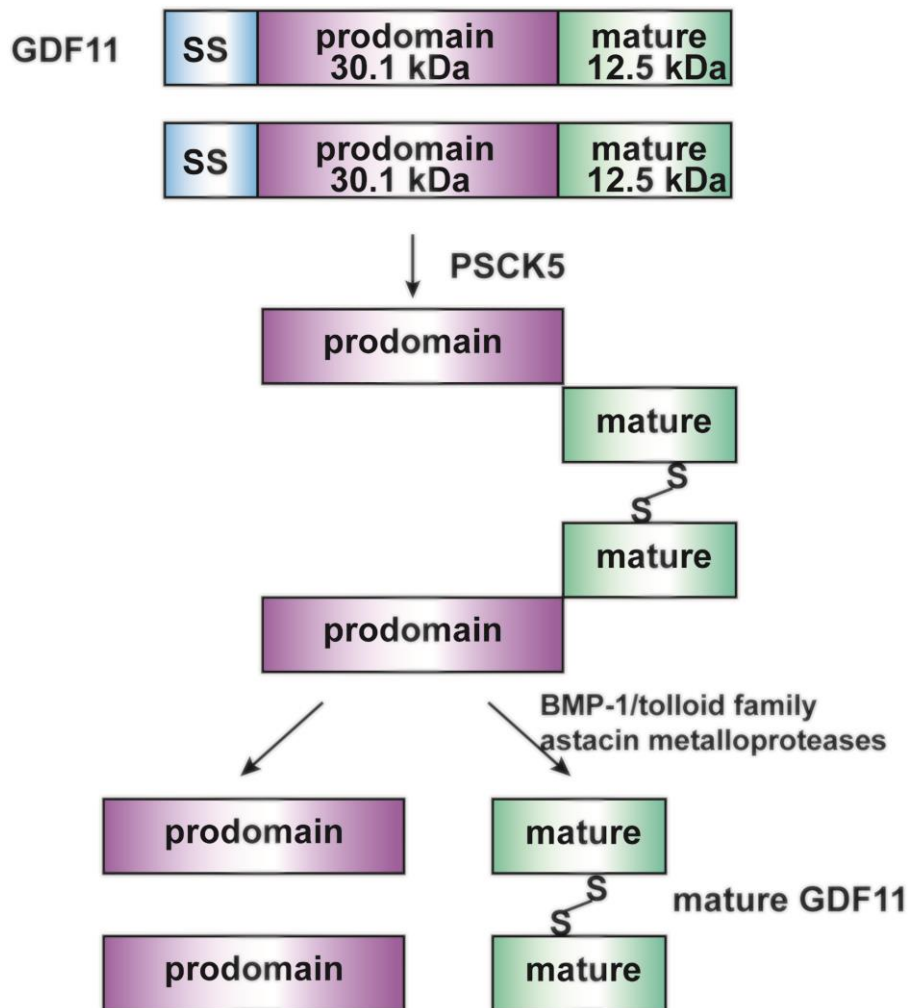 GDF11
SS
prodomain
30.1 kDa
mature
12.5 kDa
SS
prodomain
30.1 kDa
mature
12.5 kDa
PSCK5
prodomain
mature
S
S
mature
prodomain
BMP-1/tolloid family
astacin metalloproteases
prodomain
mature
S
S
mature GDF11
prodomain
mature